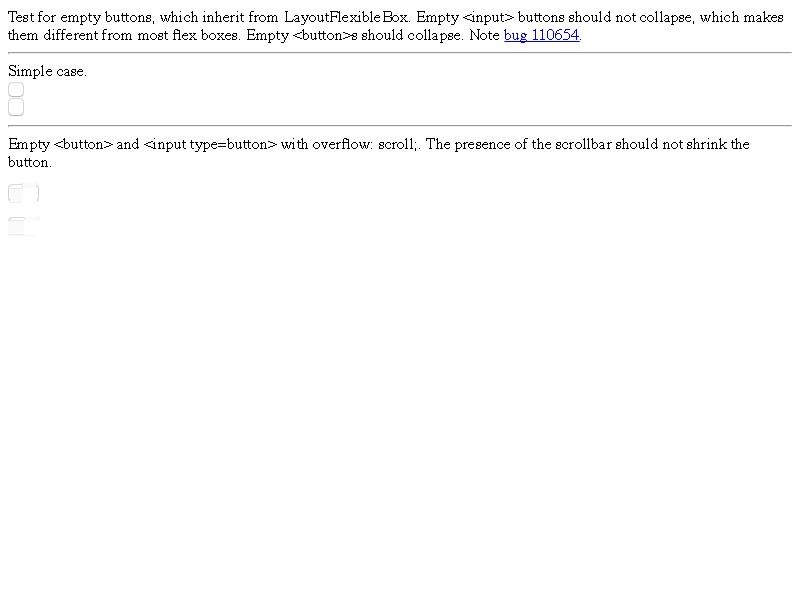 Test for empty buttons, which inherit from LayoutFlexibleBox. Empty <input> buttons should not collapse, which makes
them different from most flex boxes. Empty <button>s should collapse. Note bug 110654.
Simple case.
Empty <button> and <input type=button> with overflow: scroll;. The presence of the scrollbar should not shrink the
button.